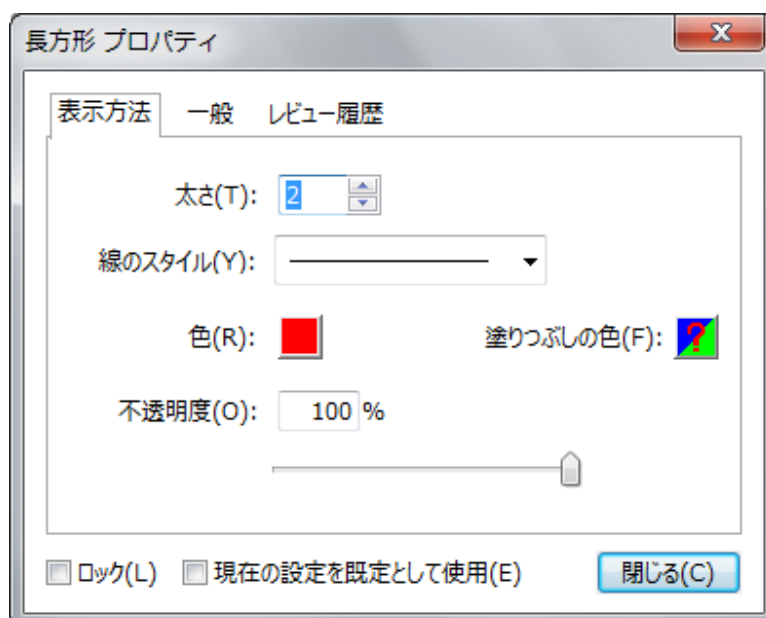 長方形 プロパティ
表示方法 一般 レビュー履歴
太さ(T): 2
線のスタイル(Y):
色(R): 塗りつぶしの色(F): ?
不透明度(O): 100 %
ロック(L) 現在の設定を既定として使用(E) 閉じる(C)